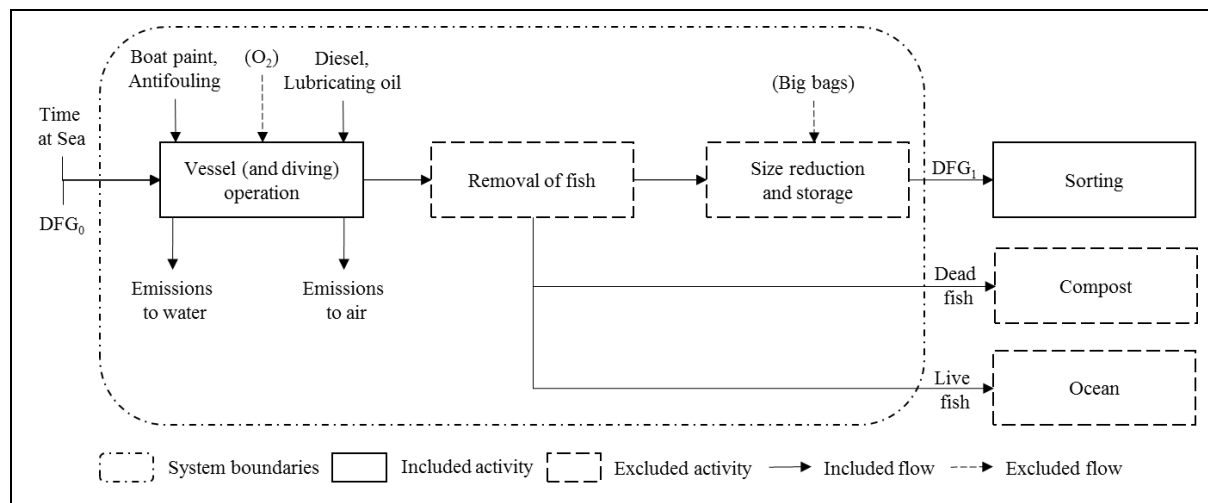 Boat paint,
Antifouling
(O₂)
Diesel,
Lubricating oil
(Big bags)
Time
at Sea
DFG₀
Vessel (and diving)
operation
Removal of fish
Size reduction
and storage
DFG₁
Sorting
Emissions
to water
Emissions
to air
Dead
fish
Compost
Live
fish
Ocean
System boundaries
Included activity
Excluded activity
Included flow
Excluded flow